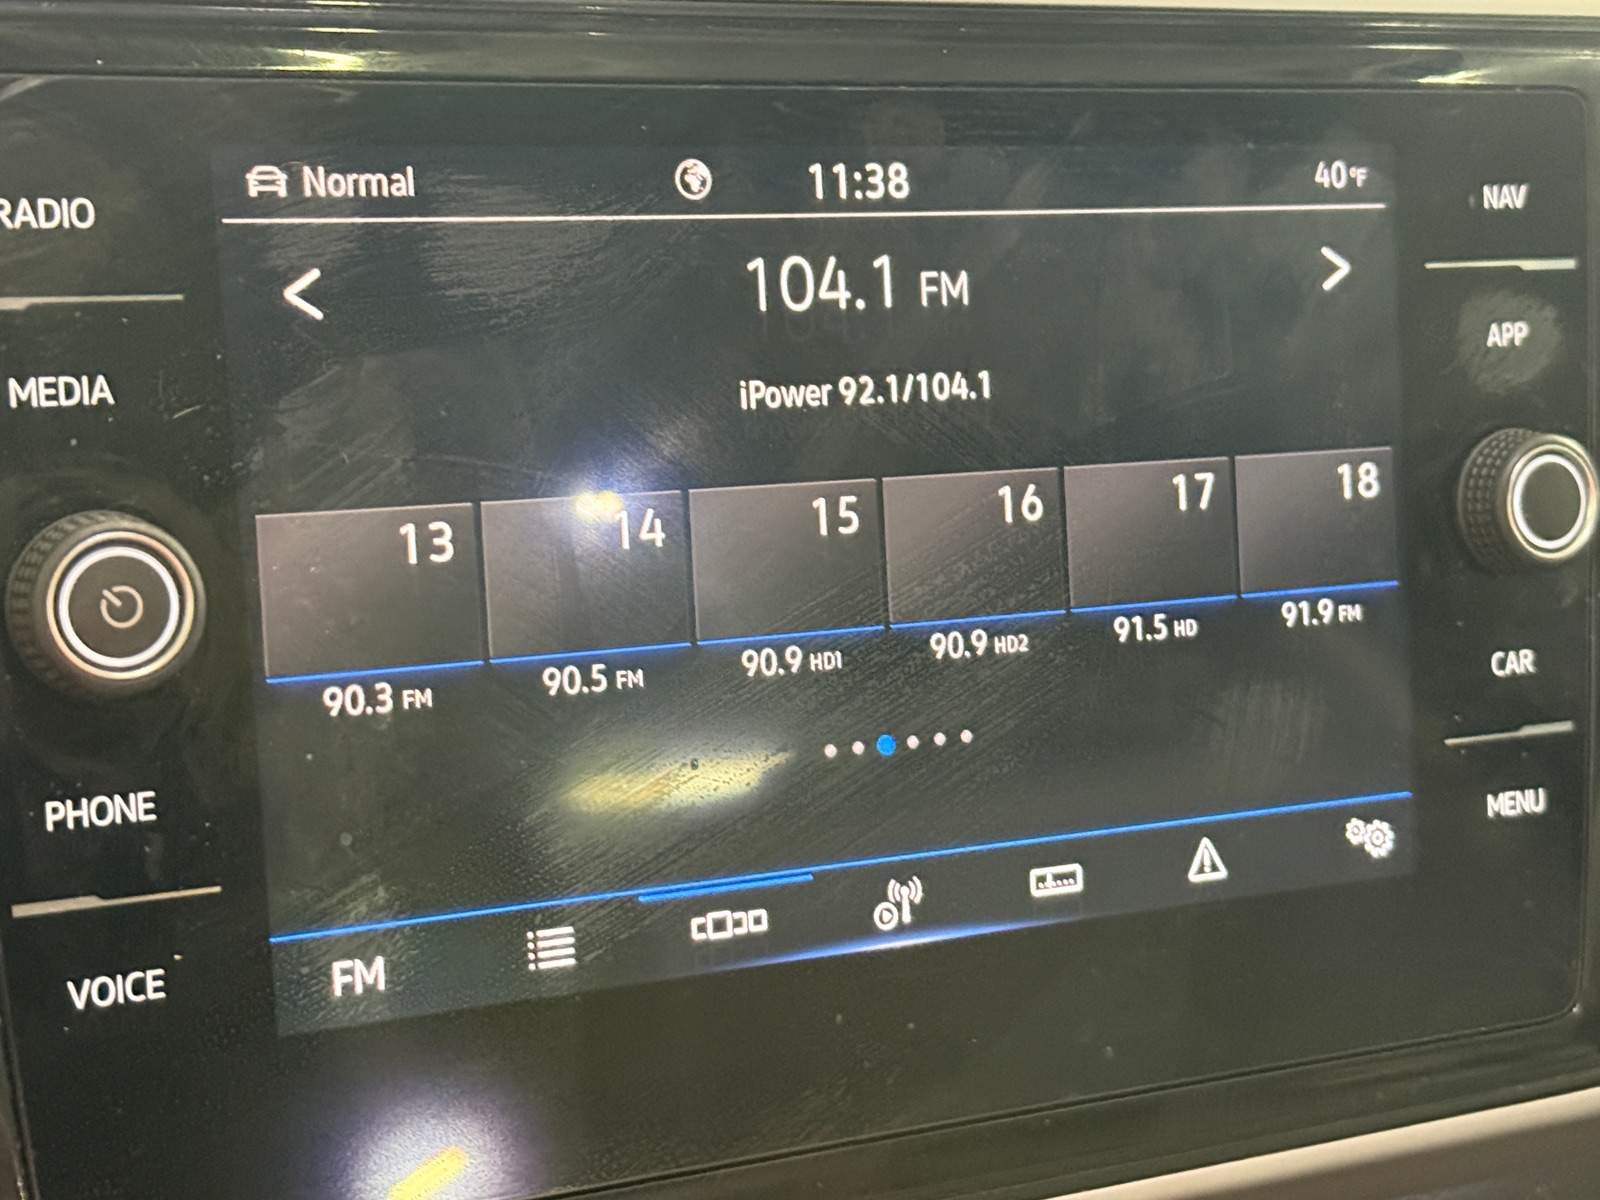 Normal 11:38 40°F
104.1 FM
iPower 92.1/104.1
13 14 15 16 17 18
90.3 FM 90.5 FM 90.9 HD1 90.9 HD2 91.5 HD 91.9 FM
FM
RADIO
MEDIA
PHONE
VOICE
NAV
APP
CAR
MENU